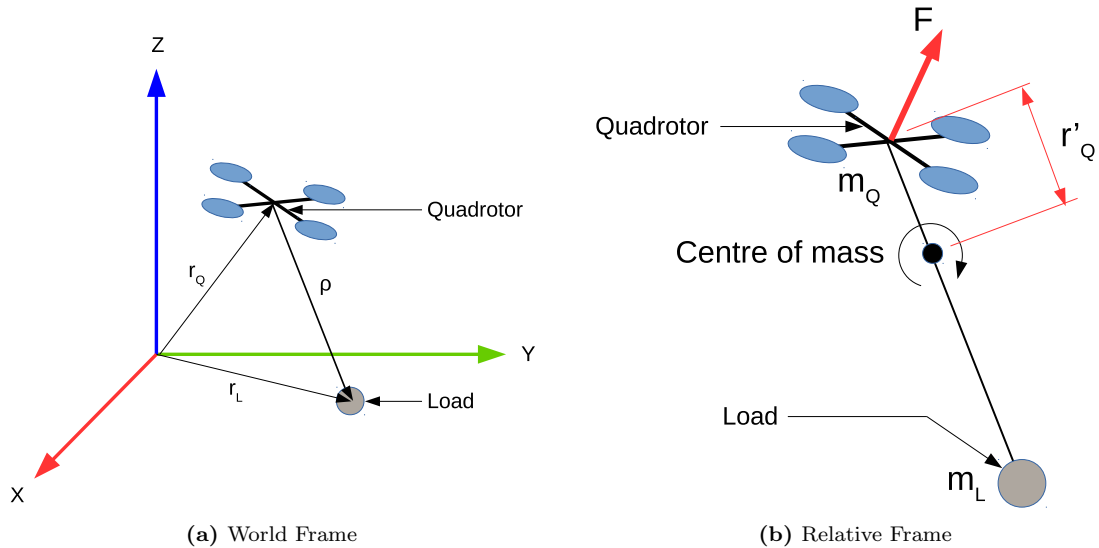 Z
Quadrotor
r_Q
ρ
Y
r_L
Load
X
(a) World Frame
F
Quadrotor
r'_Q
m_Q
Centre of mass
Load
m_L
(b) Relative Frame